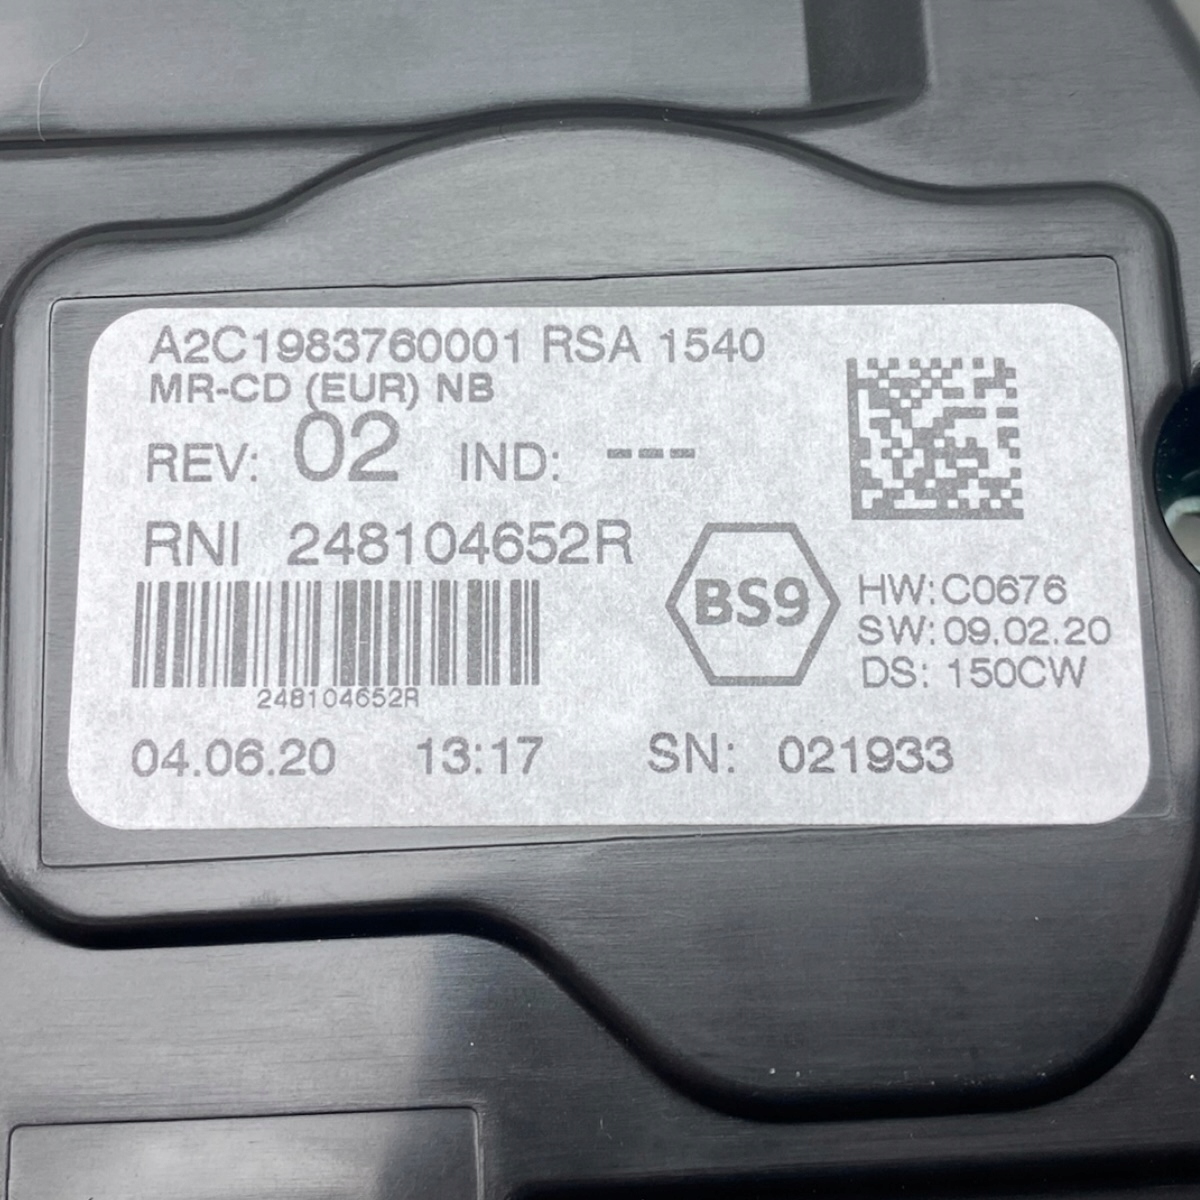 A2C1983760001 RSA 1540
MR-CD (EUR) NB
REV: 02 IND: ---
RNI 248104652R
248104652R
BS9
HW: C0676
SW: 09.02.20
DS: 150CW
04.06.20 13:17 SN: 021933